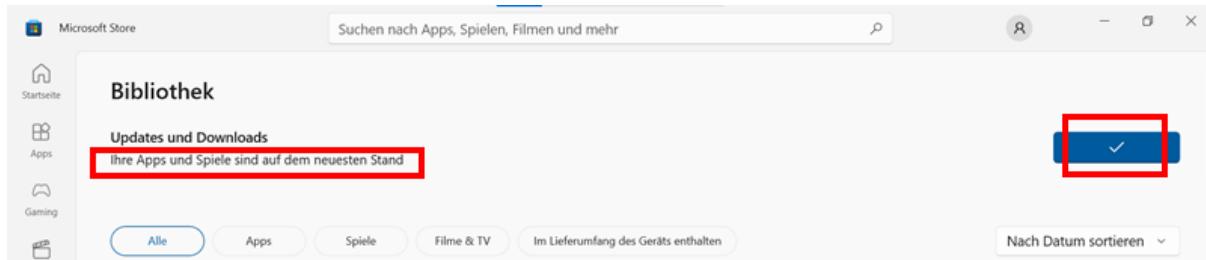 Microsoft Store
Suchen nach Apps, Spielen, Filmen und mehr
Startseite
Bibliothek
Updates und Downloads
Ihre Apps und Spiele sind auf dem neuesten Stand
Apps
Gaming
Alle Apps Spiele Filme & TV Im Lieferumfang des Geräts enthalten Nach Datum sortieren